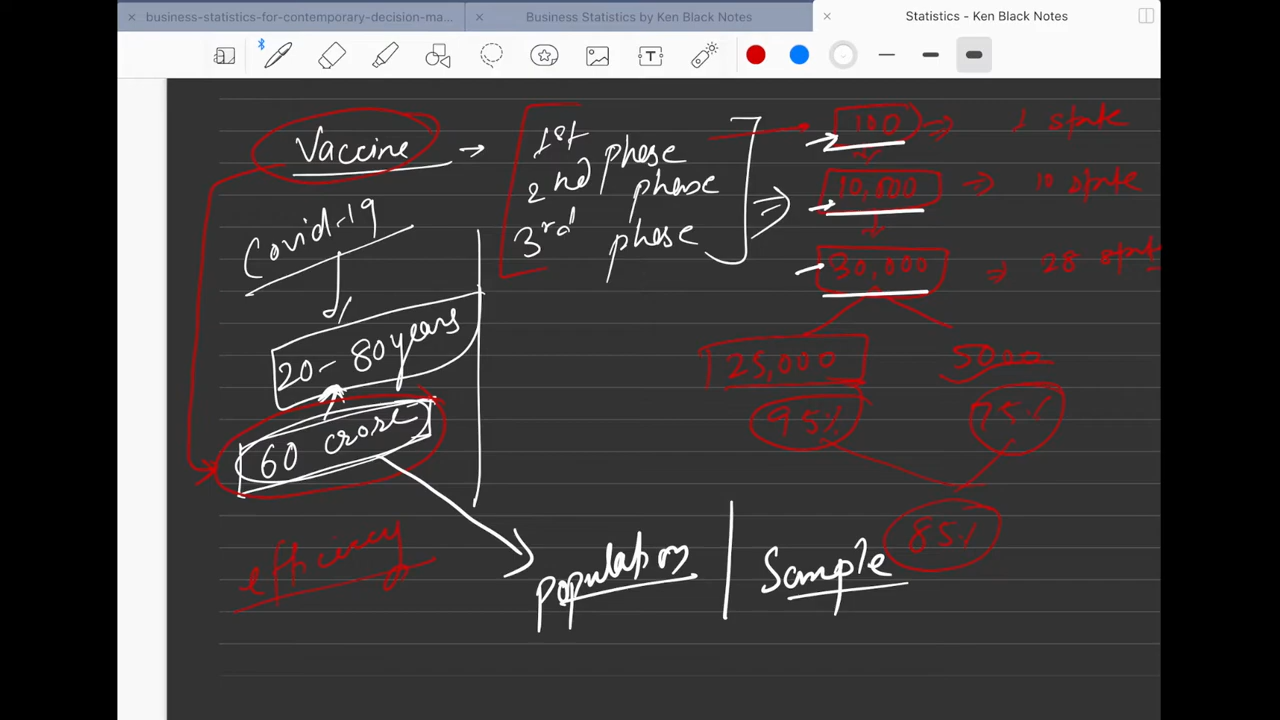 business-statistics-for-contemporary-decision-ma...
Business Statistics by Ken Black Notes
Statistics - Ken Black Notes
T
Vaccine
1st phase
2nd phase
3rd phase
100
1 state
10,000
10 state
30,000
28 state
Covid-19
20-80 years
60 crore
25,000
5000
95%
75%
85%
efficiency
population
Sample